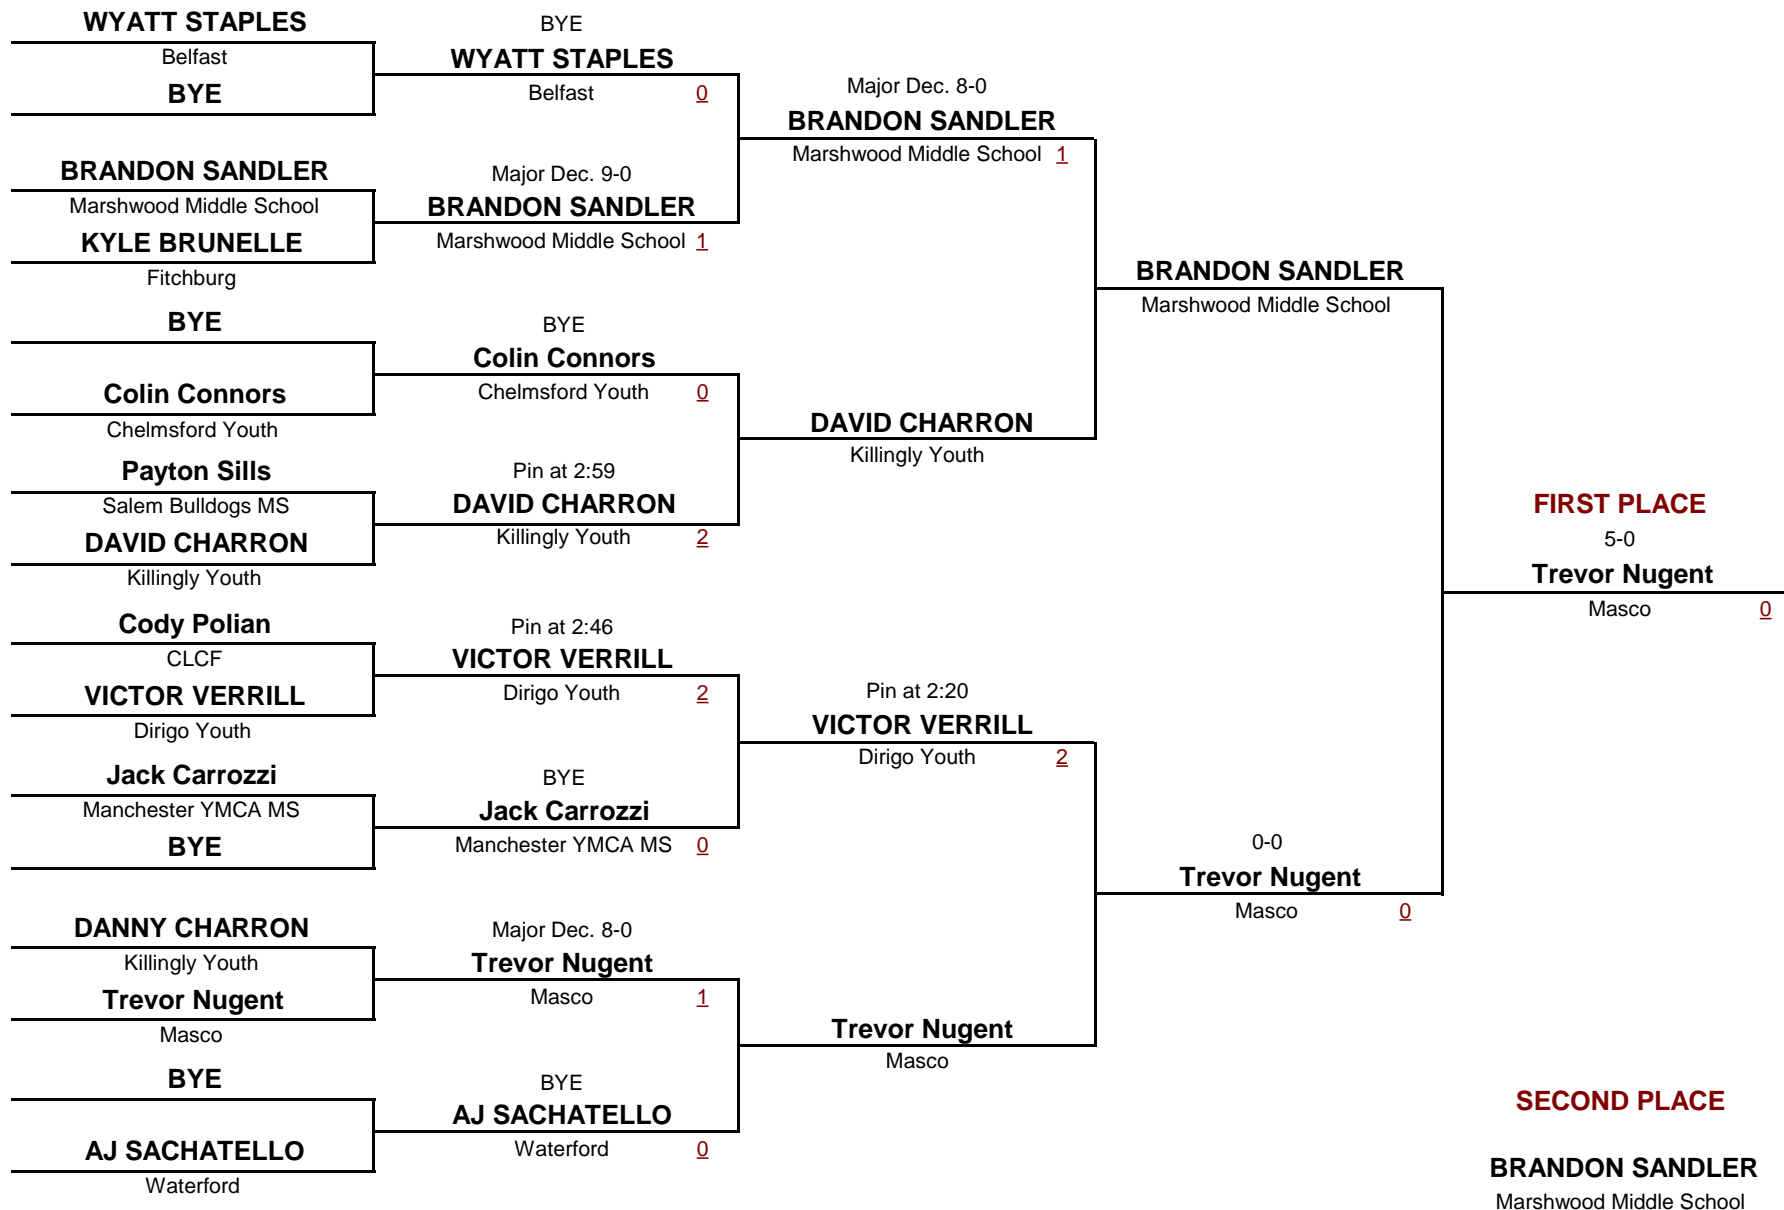 WYATT STAPLES
Belfast
BYE
BRANDON SANDLER
Marshwood Middle School
KYLE BRUNELLE
Fitchburg
BYE
Colin Connors
Chelmsford Youth
Payton Sills
Salem Bulldogs MS
DAVID CHARRON
Killingly Youth
Cody Polian
CLCF
VICTOR VERRILL
Dirigo Youth
Jack Carrozzi
Manchester YMCA MS
BYE
DANNY CHARRON
Killingly Youth
Trevor Nugent
Masco
BYE
AJ SACHATELLO
Waterford
BYE
WYATT STAPLES
Belfast 0
Major Dec. 9-0
BRANDON SANDLER
Marshwood Middle School 1
BYE
Colin Connors
Chelmsford Youth 0
Pin at 2:59
DAVID CHARRON
Killingly Youth 2
Pin at 2:46
VICTOR VERRILL
Dirigo Youth 2
BYE
Jack Carrozzi
Manchester YMCA MS 0
Major Dec. 8-0
Trevor Nugent
Masco 1
BYE
AJ SACHATELLO
Waterford 0
Major Dec. 8-0
BRANDON SANDLER
Marshwood Middle School 1
DAVID CHARRON
Killingly Youth
Pin at 2:20
VICTOR VERRILL
Dirigo Youth 2
Trevor Nugent
Masco
BRANDON SANDLER
Marshwood Middle School
0-0
Trevor Nugent
Masco 0
FIRST PLACE
5-0
Trevor Nugent
Masco 0
SECOND PLACE
BRANDON SANDLER
Marshwood Middle School